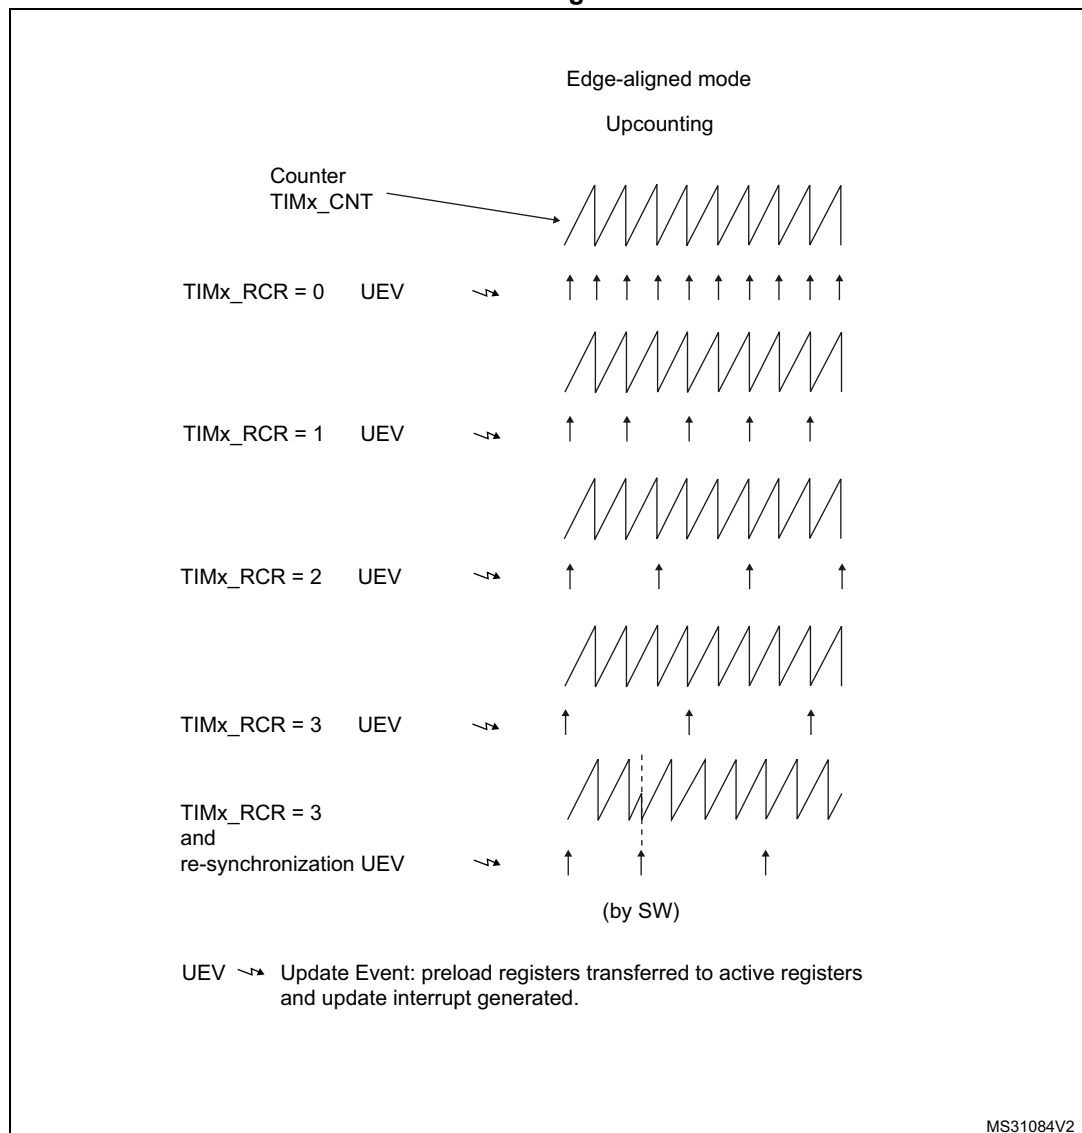 Edge-aligned mode
Upcounting
Counter
TIMx_CNT
TIMx_RCR = 0 UEV
TIMx_RCR = 1 UEV
TIMx_RCR = 2 UEV
TIMx_RCR = 3 UEV
TIMx_RCR = 3
and
re-synchronization UEV
(by SW)
UEV Update Event: preload registers transferred to active registers
and update interrupt generated.
MS31084V2